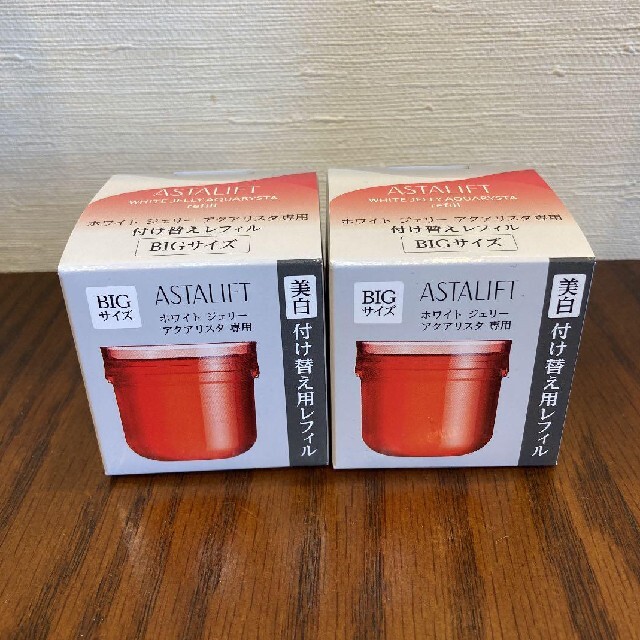 ASTALIFT
WHITE JELLY AQUARYSTA
refill
ホワイト ジェリー アクアリスタ専用
付け替えレフィル
BIGサイズ
BIG
サイズ
ASTALIFT
ホワイト ジェリー
アクアリスタ 専用
美白
付け替え用レフィル
ASTALIFT
WHITE JELLY AQUARYSTA
refill
ホワイト ジェリー アクアリスタ専用
付け替えレフィル
BIGサイズ
BIG
サイズ
ASTALIFT
ホワイト ジェリー
アクアリスタ 専用
美白
付け替え用レフィル